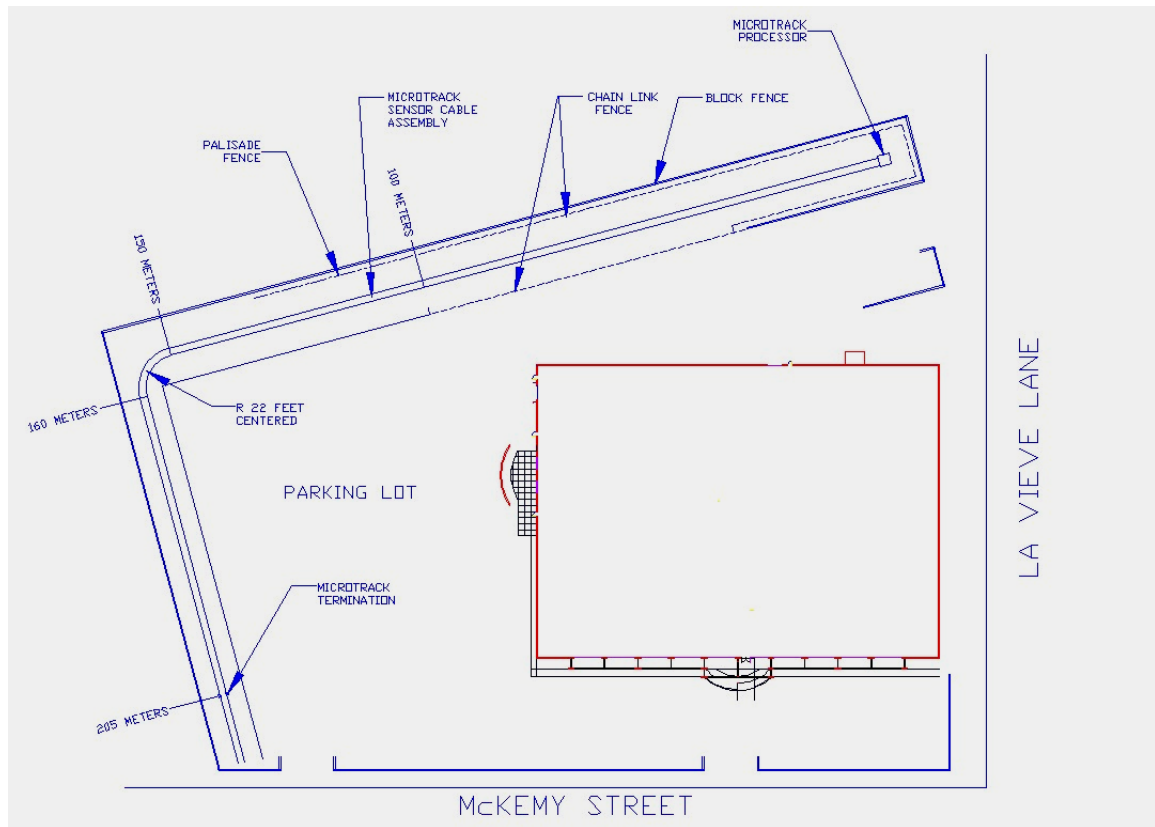 MICROTRACK
PROCESSOR
MICROTRACK
SENSOR CABLE
ASSEMBLY
CHAIN LINK
FENCE
BLOCK FENCE
PALISADE
FENCE
100 METERS
150 METERS
160 METERS
R 22 FEET
CENTERED
PARKING LOT
LA VIEVE LANE
MICROTRACK
TERMINATION
205 METERS
McKEMY STREET